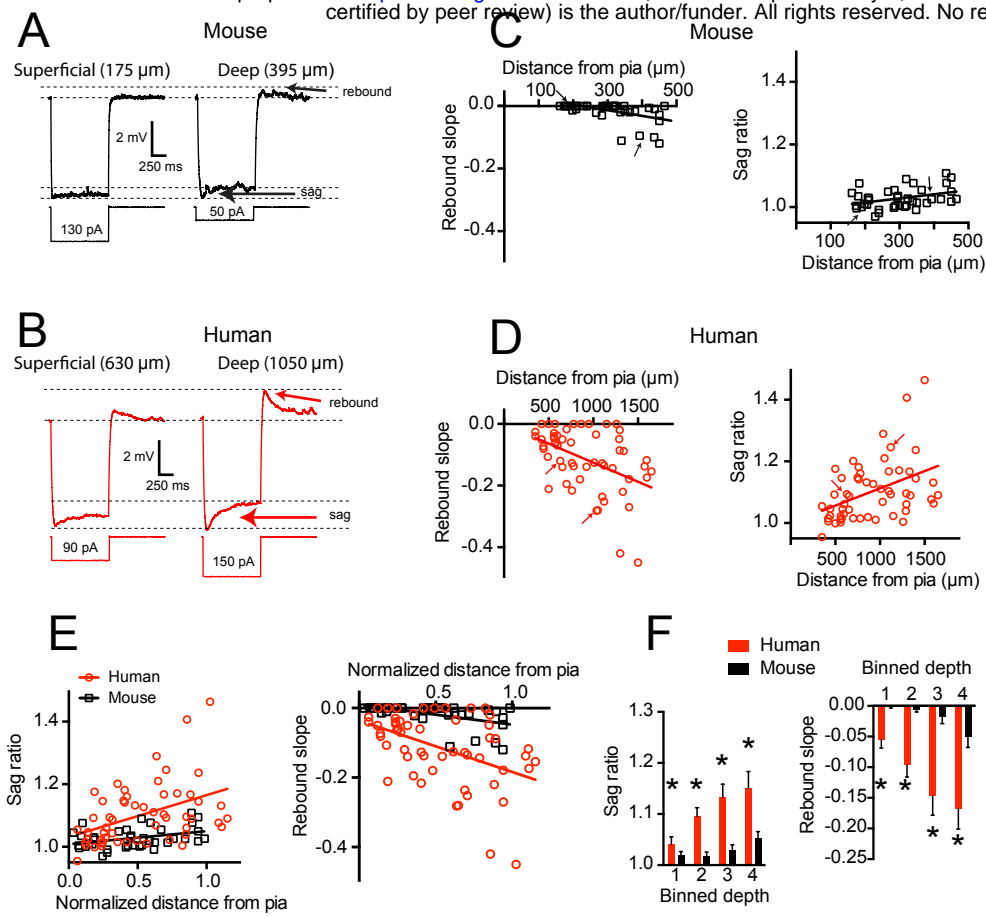 certified by peer review) is the author/funder. All rights reserved. No re
A
Mouse
Superficial (175 µm)
Deep (395 µm)
rebound
2 mV
250 ms
sag
130 pA
50 pA
C
Mouse
Distance from pia (µm)
100 300 500
0.0
-0.2
-0.4
Rebound slope
1.4
1.2
1.0
Sag ratio
100 300 500
Distance from pia (µm)
B
Human
Superficial (630 µm)
Deep (1050 µm)
rebound
2 mV
250 ms
sag
90 pA
150 pA
D
Human
Distance from pia (µm)
500 1000 1500
0.0
-0.2
-0.4
Rebound slope
1.4
1.2
1.0
Sag ratio
500 1000 1500
Distance from pia (µm)
E
Human
Mouse
1.4
1.2
1.0
Sag ratio
0.0 0.5 1.0
Normalized distance from pia
Normalized distance from pia
0.5 1.0
0.0
-0.2
-0.4
Rebound slope
F
Human
Mouse
1.3
1.2
1.1
1.0
Sag ratio
* * * *
1 2 3 4
Binned depth
Binned depth
1 2 3 4
0.00
-0.05
-0.10
-0.15
-0.20
-0.25
Rebound slope
* * * *